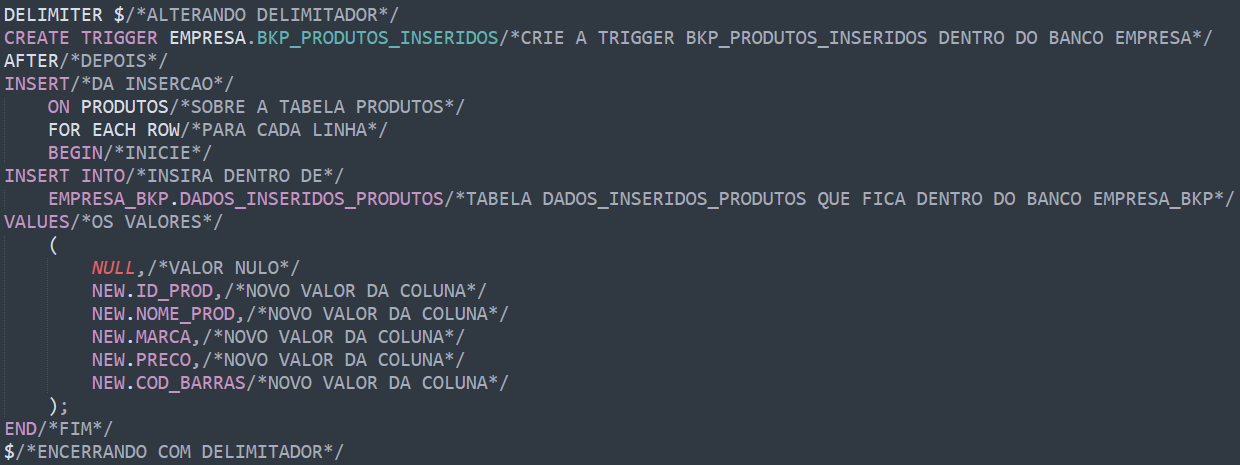 DELIMITER $/*ALTERANDO DELIMITADOR*/
CREATE TRIGGER EMPRESA.BKP_PRODUTOS_INSERIDOS/*CRIE A TRIGGER BKP_PRODUTOS_INSERIDOS DENTRO DO BANCO EMPRESA*/
AFTER/*DEPOIS*/
INSERT/*DA INSERCAO*/
ON PRODUTOS/*SOBRE A TABELA PRODUTOS*/
FOR EACH ROW/*PARA CADA LINHA*/
BEGIN/*INICIE*/
INSERT INTO/*INSIRA DENTRO DE*/
EMPRESA_BKP.DADOS_INSERIDOS_PRODUTOS/*TABELA DADOS_INSERIDOS_PRODUTOS QUE FICA DENTRO DO BANCO EMPRESA_BKP*/
VALUES/*OS VALORES*/
(
NULL,/*VALOR NULO*/
NEW.ID_PROD,/*NOVO VALOR DA COLUNA*/
NEW.NOME_PROD,/*NOVO VALOR DA COLUNA*/
NEW.MARCA,/*NOVO VALOR DA COLUNA*/
NEW.PRECO,/*NOVO VALOR DA COLUNA*/
NEW.COD_BARRAS/*NOVO VALOR DA COLUNA*/
);
END/*FIM*/
$/*ENCERRANDO COM DELIMITADOR*/